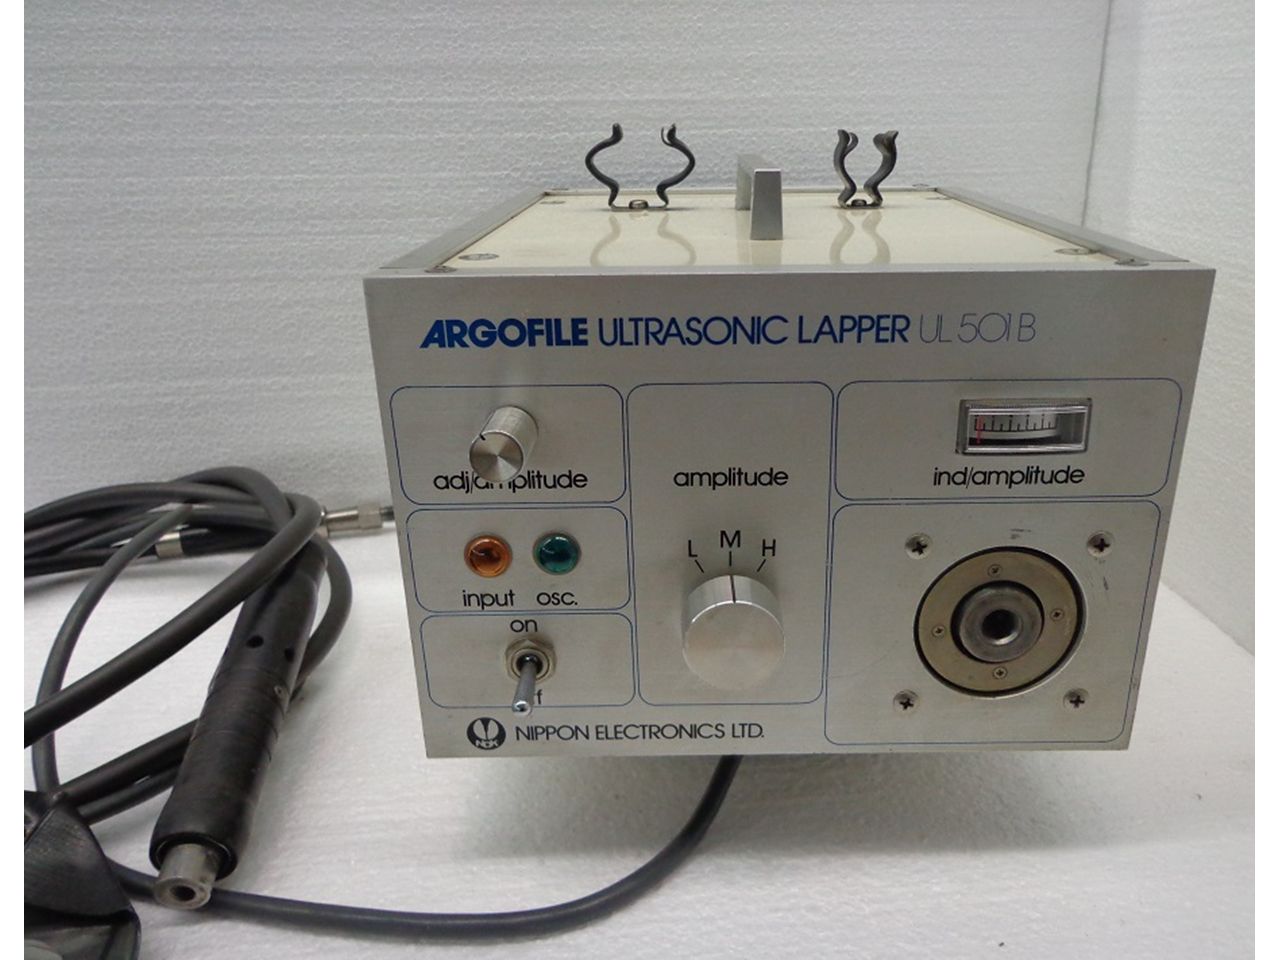 ARGOFILE ULTRASONIC LAPPER UL 501 B
adj/amplitude
amplitude
ind/amplitude
L M H
input osc.
on
NIPPON ELECTRONICS LTD.